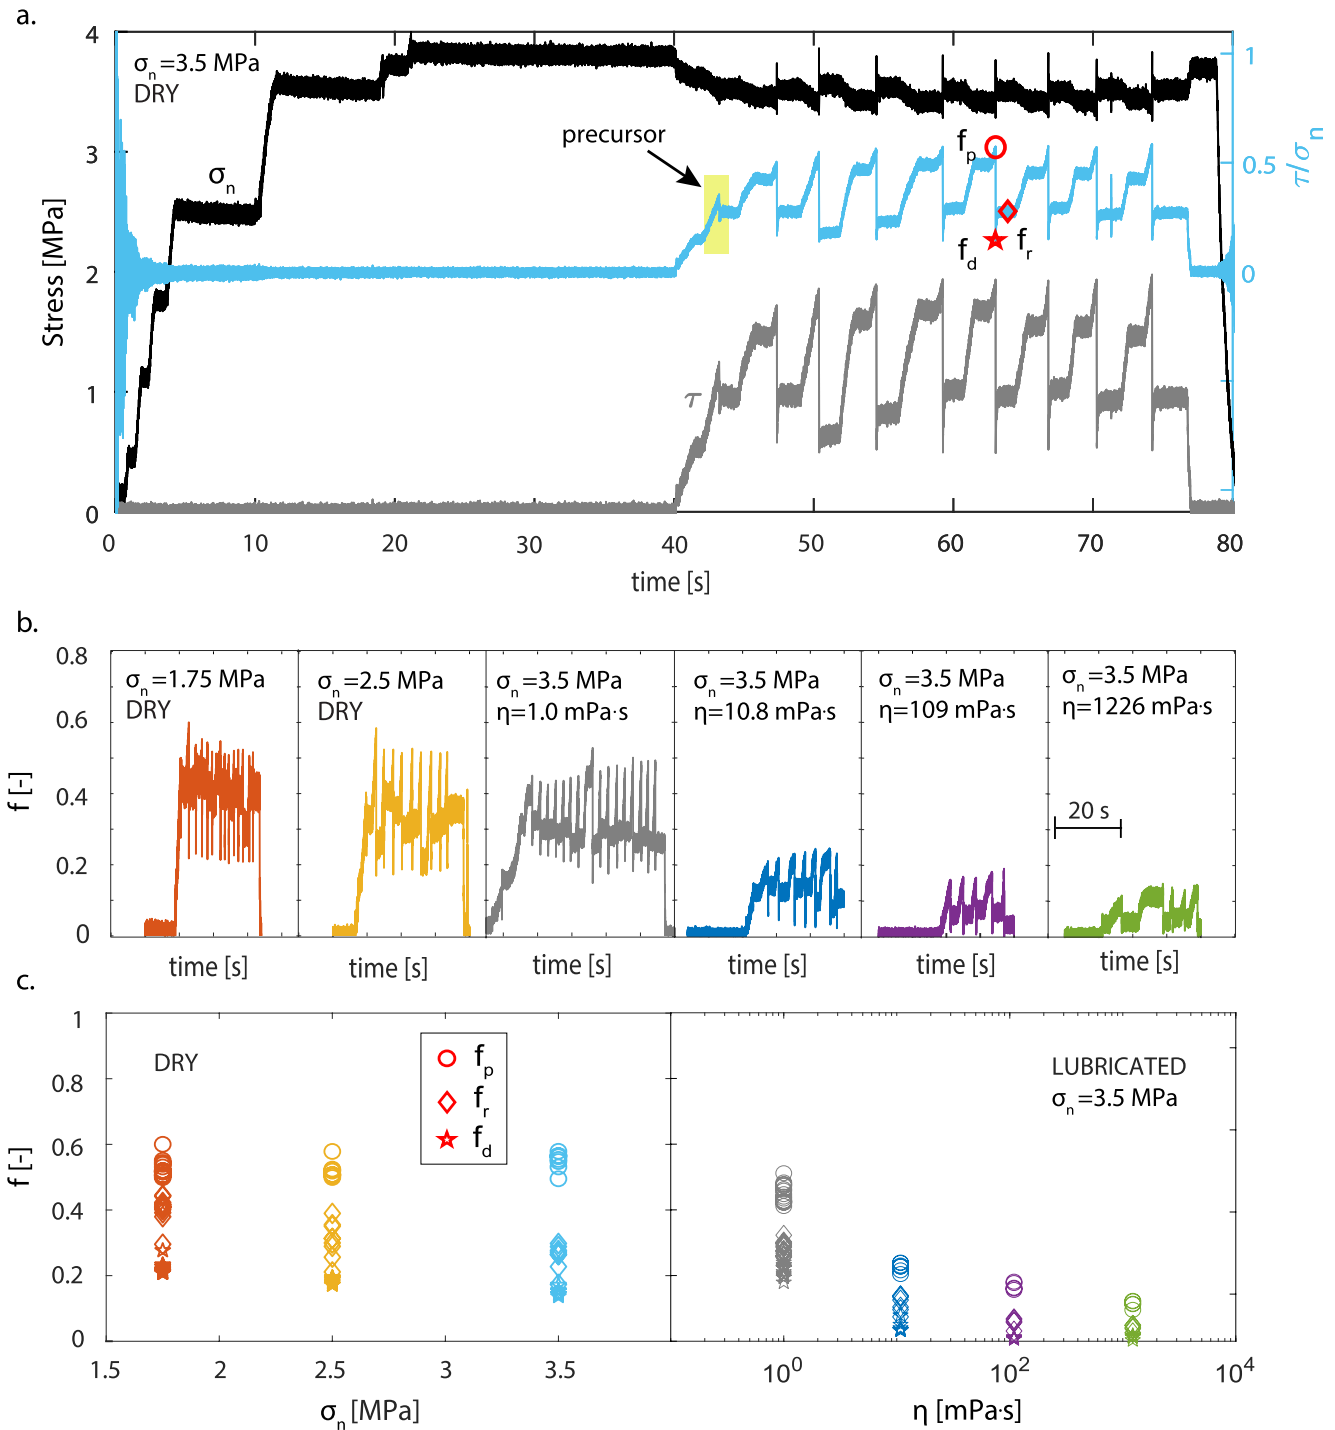 a.
4
3
2
1
0
Stress [MPa]
σn=3.5 MPa
DRY
σn
precursor
fp
fd
fr
τ
1
0.5
0
τ/σn
0
10
20
30
40
50
60
70
80
time [s]
b.
0.8
0.6
0.4
0.2
0
f [-]
σn=1.75 MPa
DRY
σn=2.5 MPa
DRY
σn=3.5 MPa
η=1.0 mPa·s
σn=3.5 MPa
η=10.8 mPa·s
σn=3.5 MPa
η=109 mPa·s
σn=3.5 MPa
η=1226 mPa·s
20 s
time [s]
time [s]
time [s]
time [s]
time [s]
time [s]
c.
1
0.8
0.6
0.4
0.2
0
f [-]
DRY
fp
fr
fd
LUBRICATED
σn=3.5 MPa
1.5
2
2.5
3
3.5
10^0
10^2
10^4
σn [MPa]
η [mPa·s]